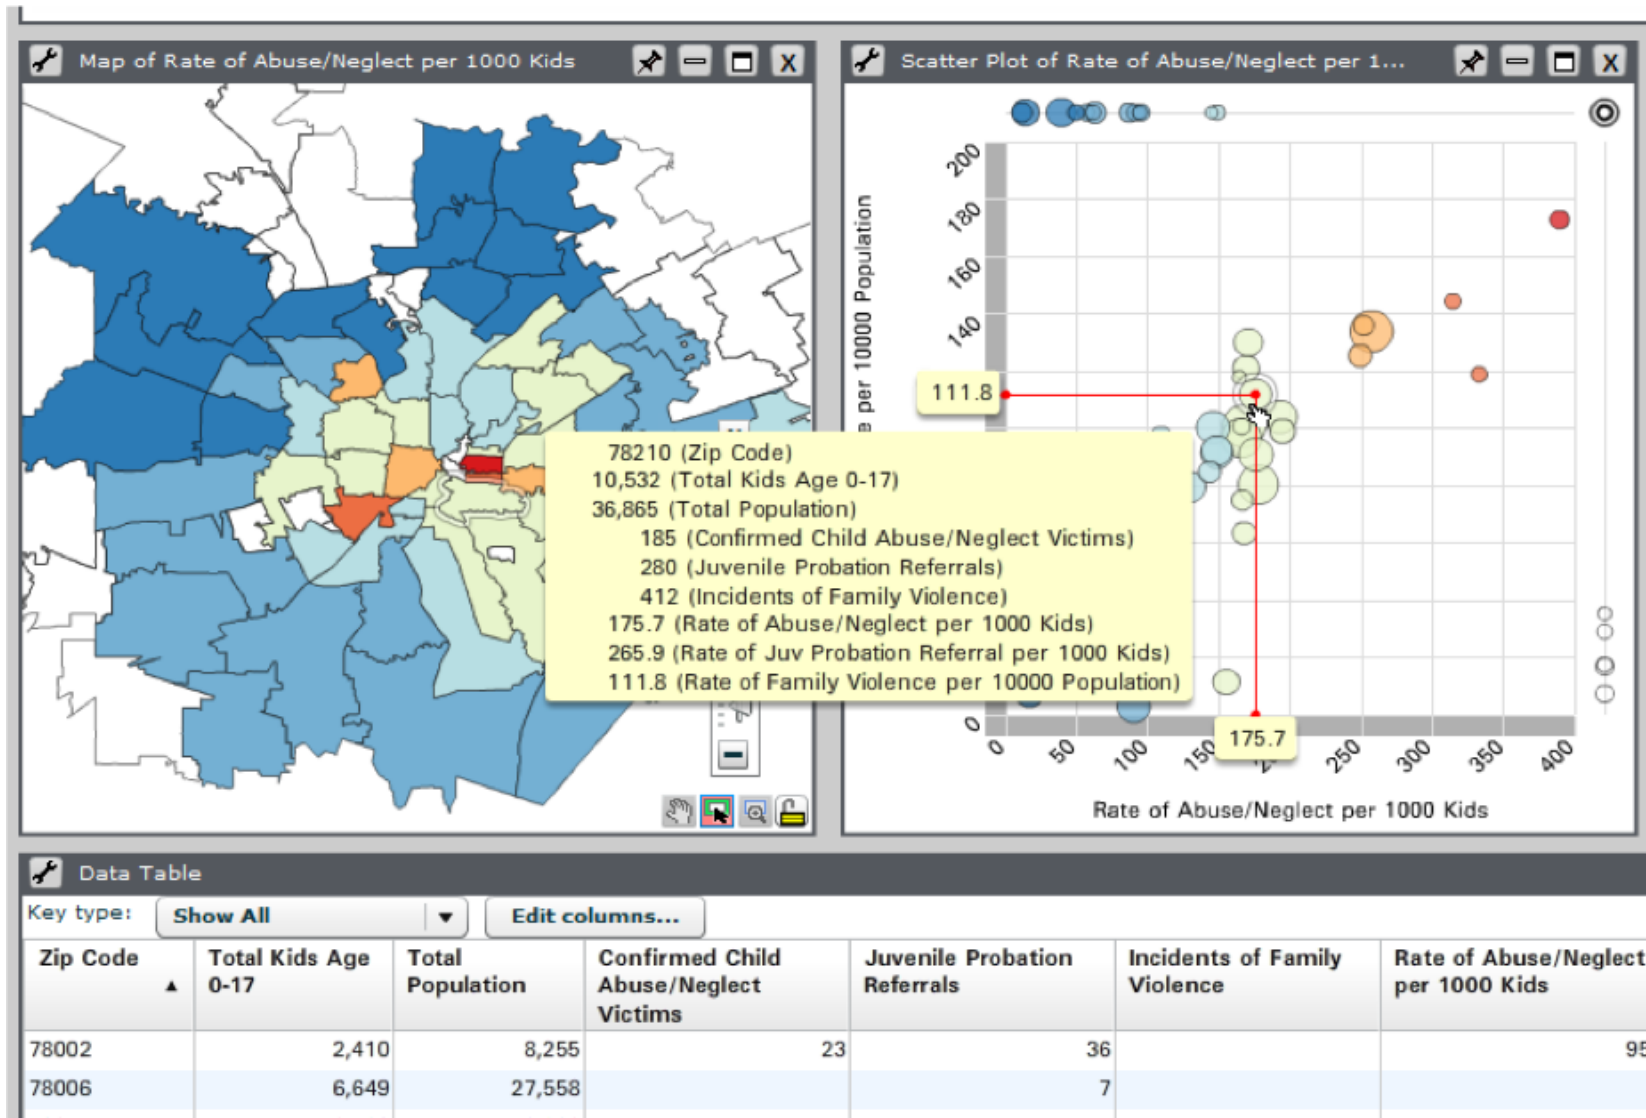 Map of Rate of Abuse/Neglect per 1000 Kids
X
Scatter Plot of Rate of Abuse/Neglect per 1...
X
200
180
160
140
per 10000 Population
111.8
78210 (Zip Code)
10,532 (Total Kids Age 0-17)
36,865 (Total Population)
185 (Confirmed Child Abuse/Neglect Victims)
280 (Juvenile Probation Referrals)
412 (Incidents of Family Violence)
175.7 (Rate of Abuse/Neglect per 1000 Kids)
265.9 (Rate of Juv Probation Referral per 1000 Kids)
111.8 (Rate of Family Violence per 10000 Population)
0
175.7
0 50 100 250 300 350 400
Rate of Abuse/Neglect per 1000 Kids
Data Table
Key type: Show All Edit columns...
Zip Code
Total Kids Age
0-17
Total
Population
Confirmed Child
Abuse/Neglect
Victims
Juvenile Probation
Referrals
Incidents of Family
Violence
Rate of Abuse/Neglect
per 1000 Kids
78002 2,410 8,255 23 36
78006 6,649 27,558 7